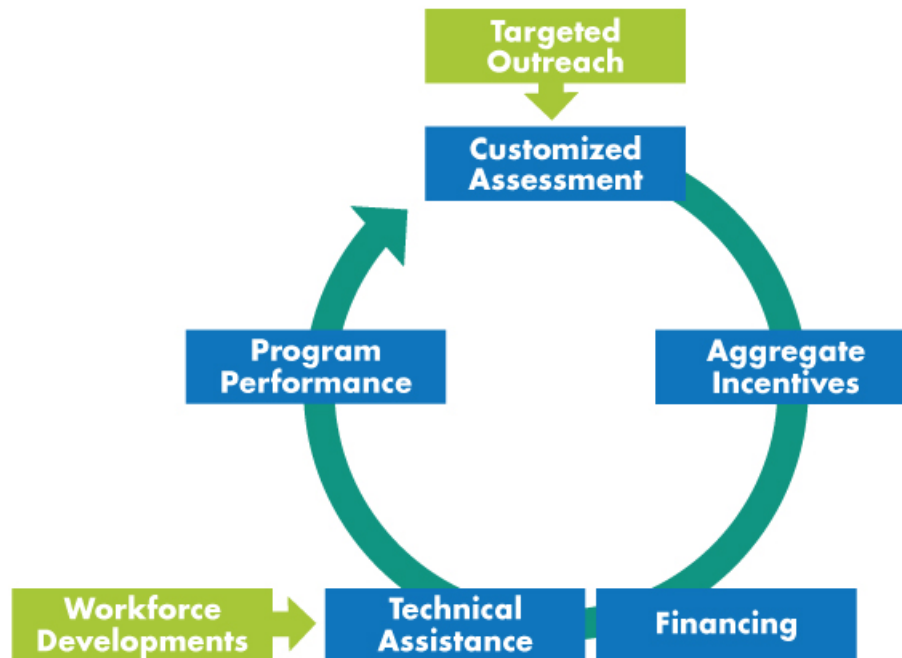 Targeted
Outreach
Customized
Assessment
Program
Performance
Aggregate
Incentives
Workforce
Developments
Technical
Assistance
Financing